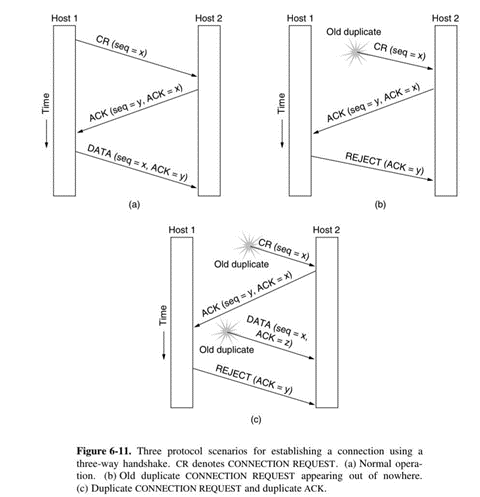 Host 1
Host 2
CR (seq = x)
ACK (seq = y, ACK = x)
DATA (seq = x, ACK = y)
Time
(a)
Host 1
Host 2
Old duplicate
CR (seq = x)
ACK (seq = y, ACK = x)
REJECT (ACK = y)
Time
(b)
Host 1
Host 2
CR (seq = x)
Old duplicate
ACK (seq = y, ACK = x)
DATA (seq = x,
ACK = z)
Old duplicate
REJECT (ACK = y)
Time
(c)
Figure 6-11. Three protocol scenarios for establishing a connection using a
three-way handshake. CR denotes CONNECTION REQUEST. (a) Normal opera-
tion. (b) Old duplicate CONNECTION REQUEST appearing out of nowhere.
(c) Duplicate CONNECTION REQUEST and duplicate ACK.